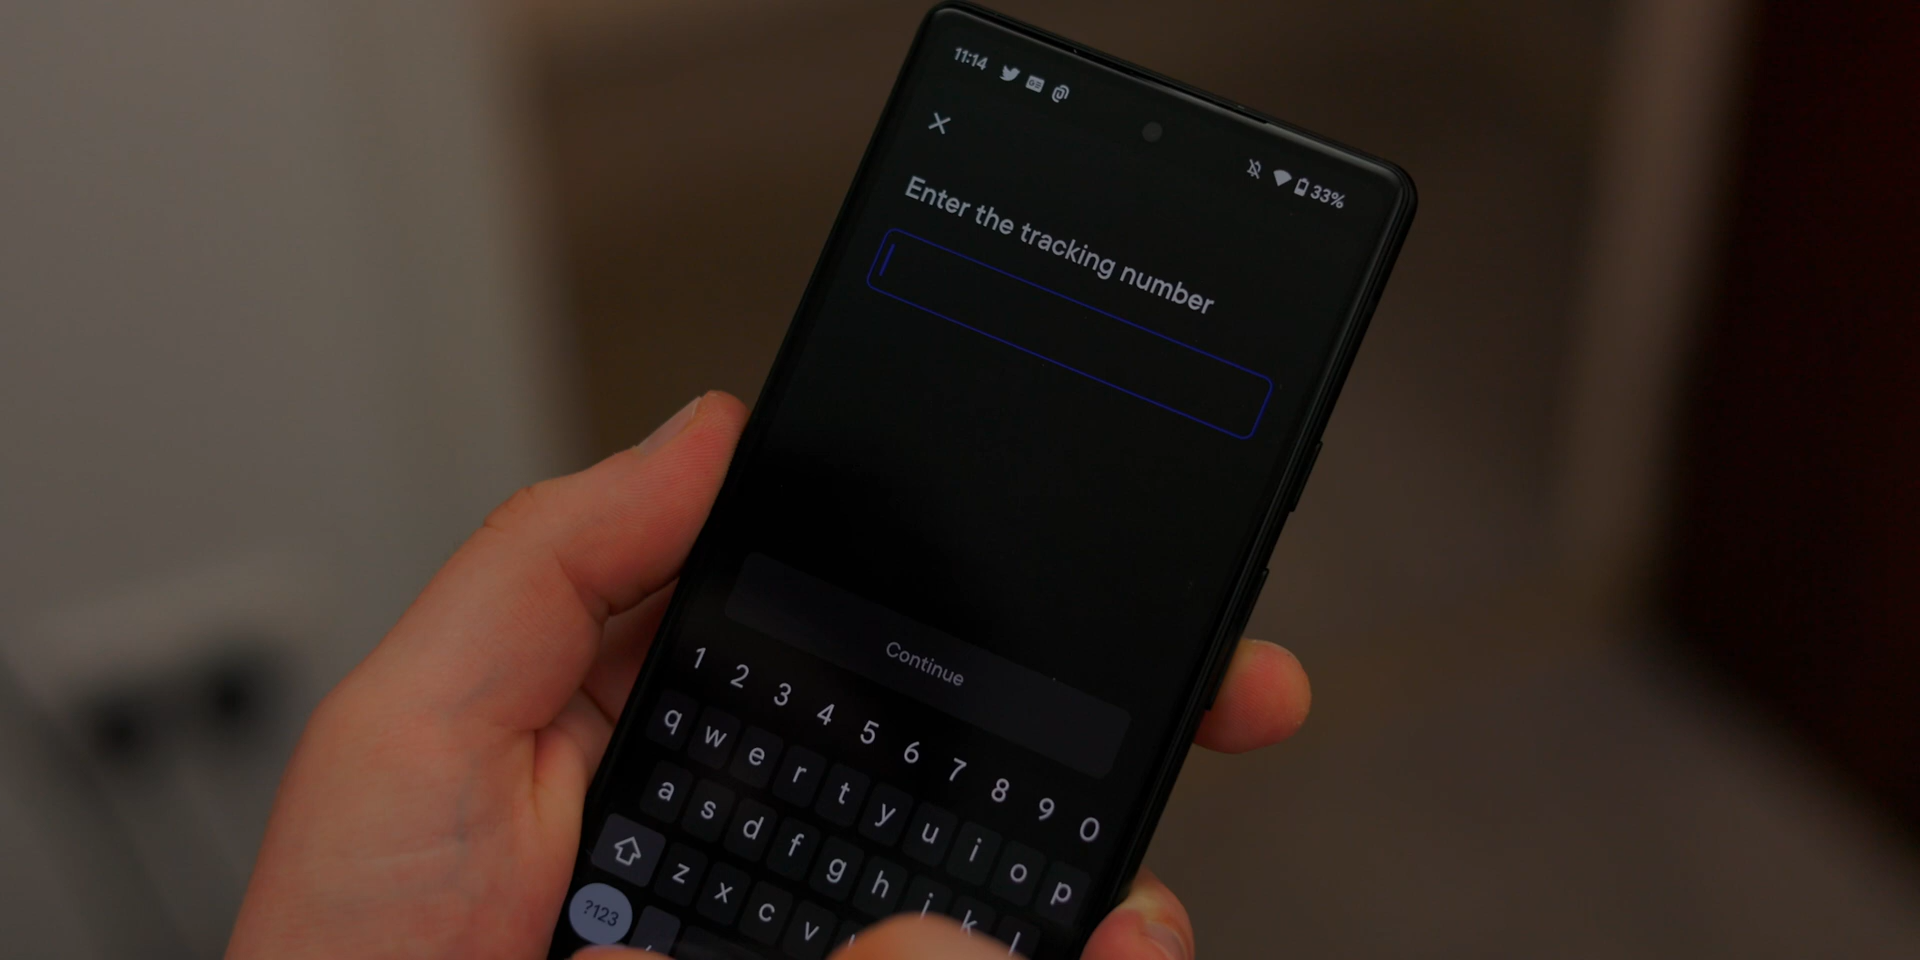 11:14
33%
Enter the tracking number
Continue
1 2 3 4 5 6 7 8 9 0
q w e r t y u i o p
a s d f g h j k l
z x c v
?123